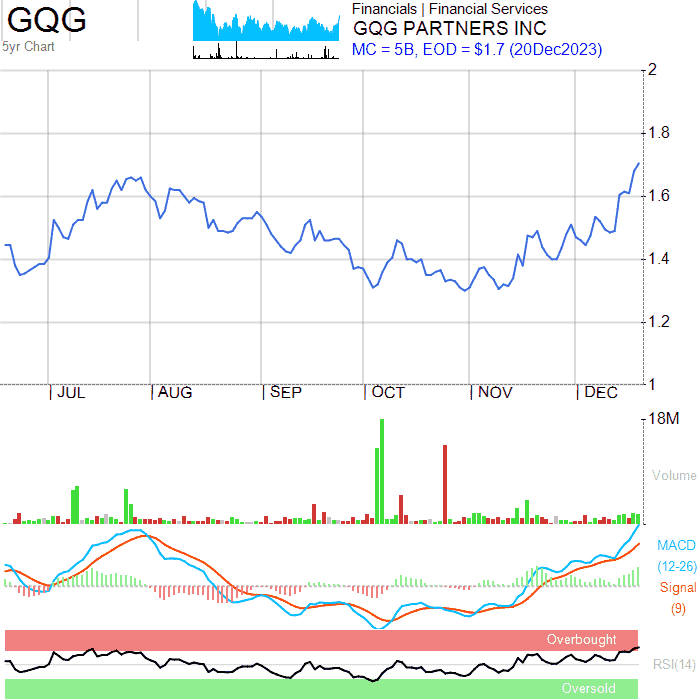 GQG
5yr Chart
Financials | Financial Services
GQG PARTNERS INC
MC = 5B, EOD = $1.7 (20Dec2023)
2
1.8
1.6
1.4
1.2
1
| JUL | AUG | SEP | OCT | NOV | DEC
18M
Volume
MACD
(12-26)
Signal
(9)
Overbought
RSI(14)
Oversold